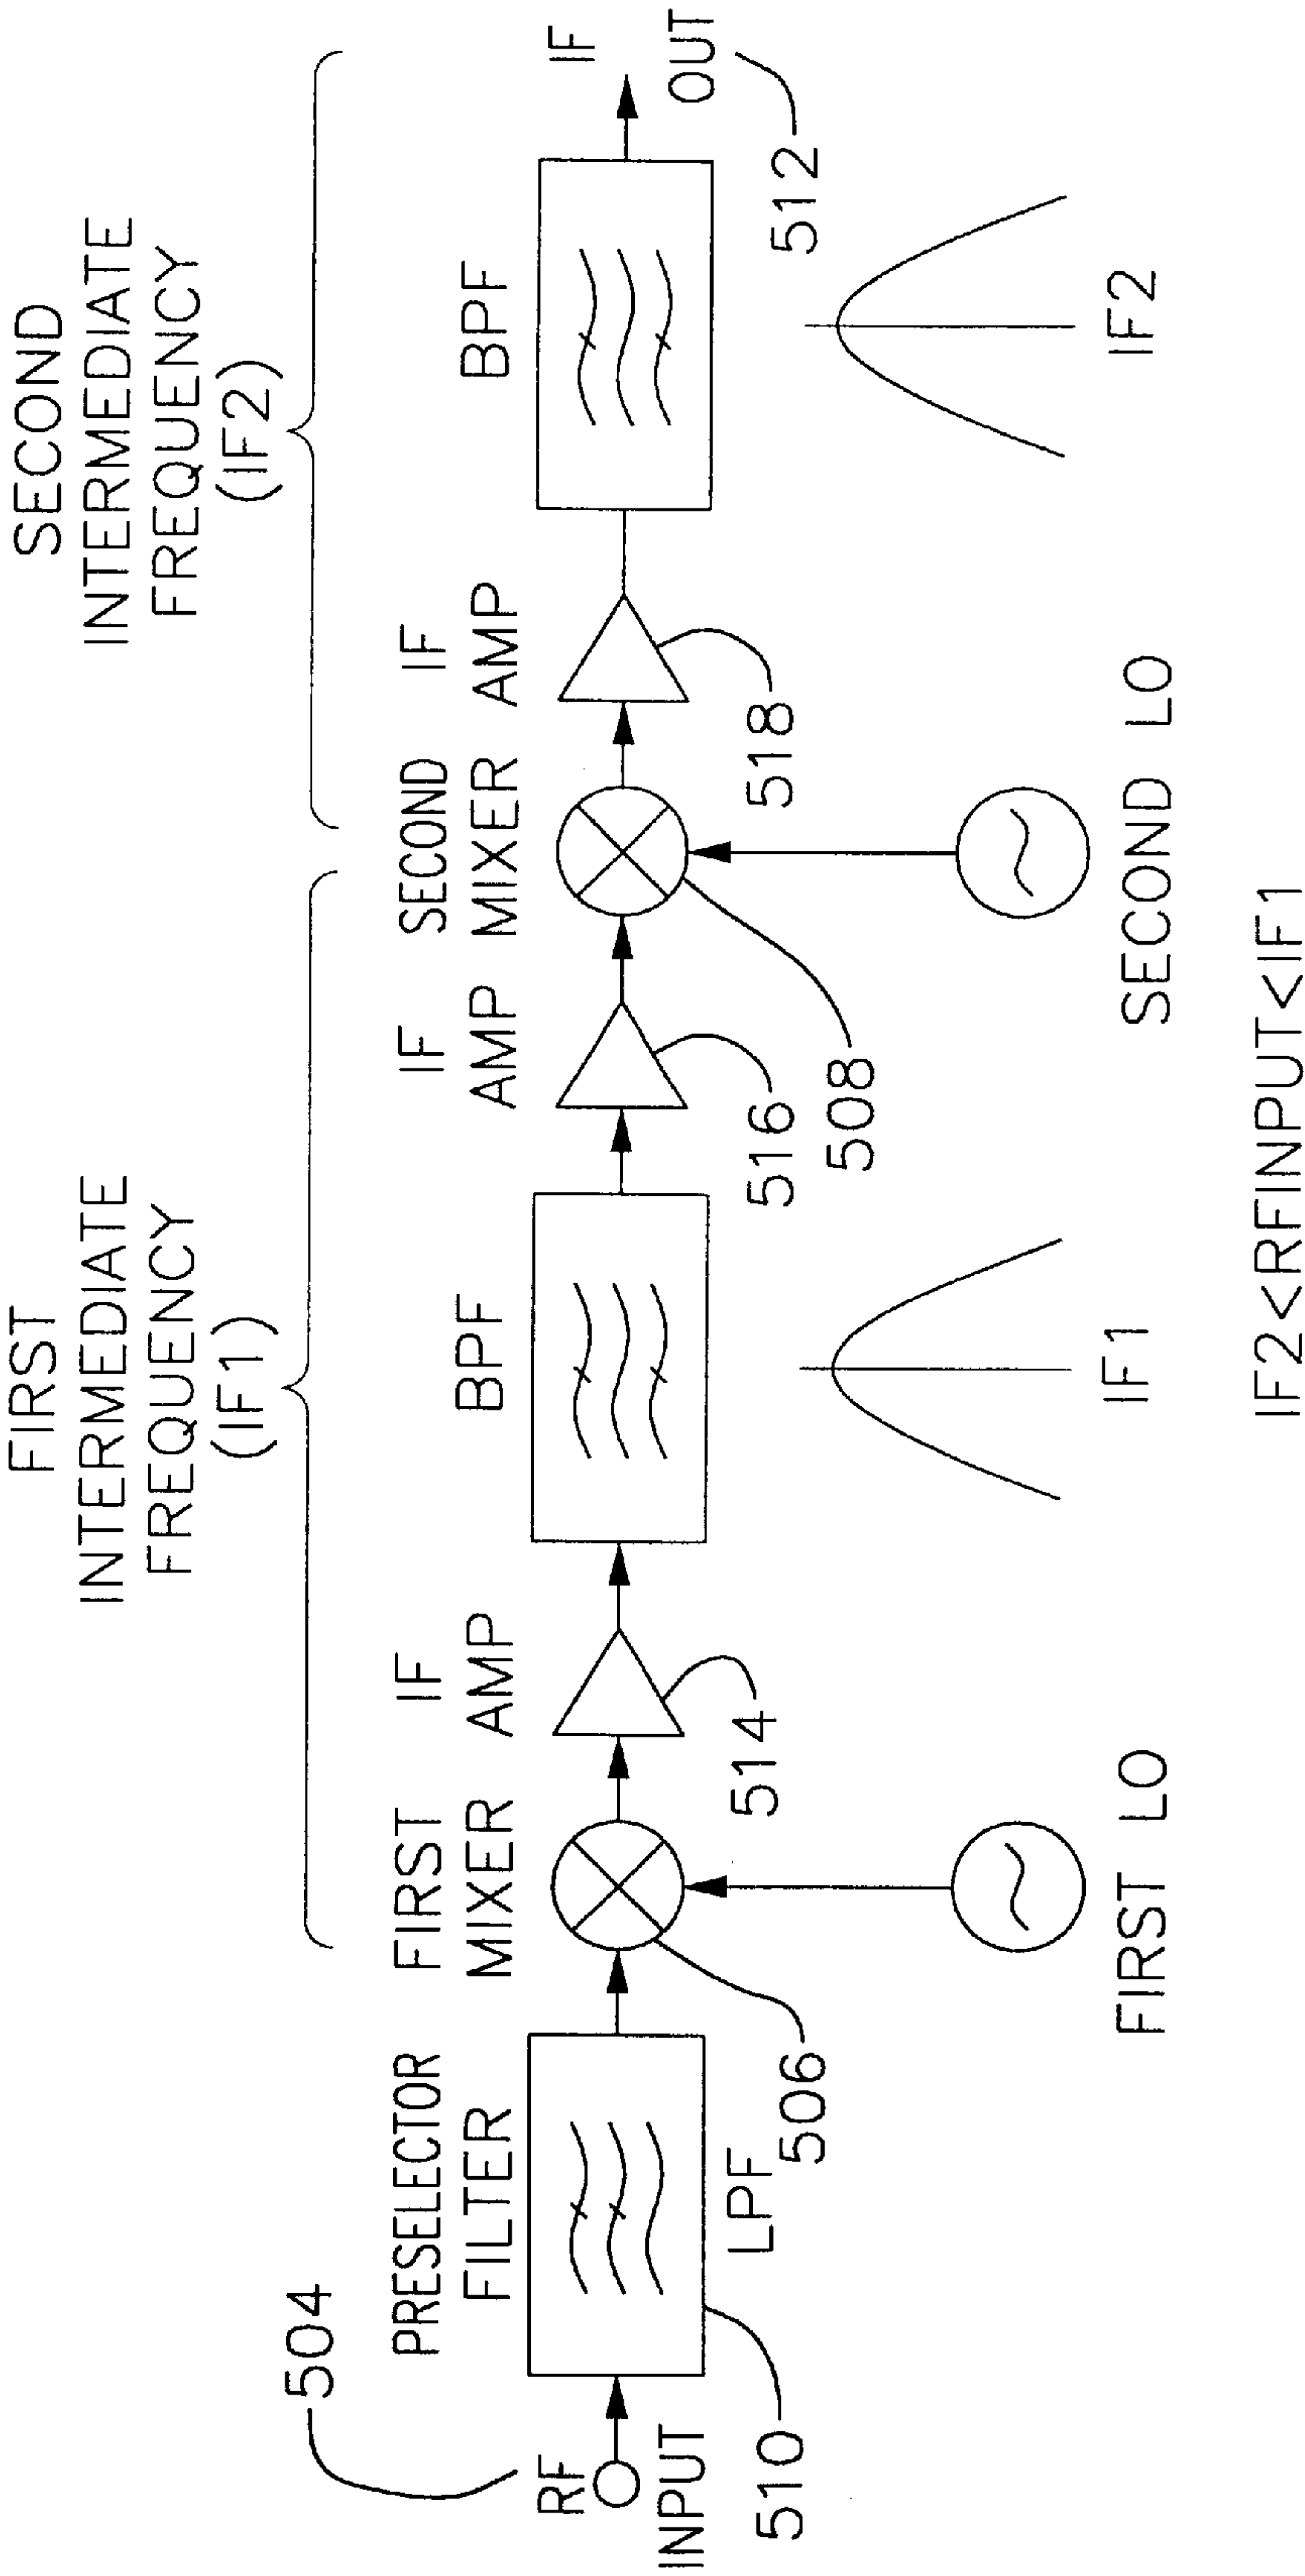 FIRST
INTERMEDIATE
FREQUENCY
(IF1)
SECOND
INTERMEDIATE
FREQUENCY
(IF2)
504
RF
INPUT
510
PRESELECTOR
FILTER
LPF
506
FIRST
MIXER
FIRST LO
IF
AMP
514
BPF
IF1
IF
AMP
516
508
SECOND
MIXER
SECOND LO
IF
AMP
518
BPF
IF2
IF
OUT
512
IF2<RFINPUT<IF1